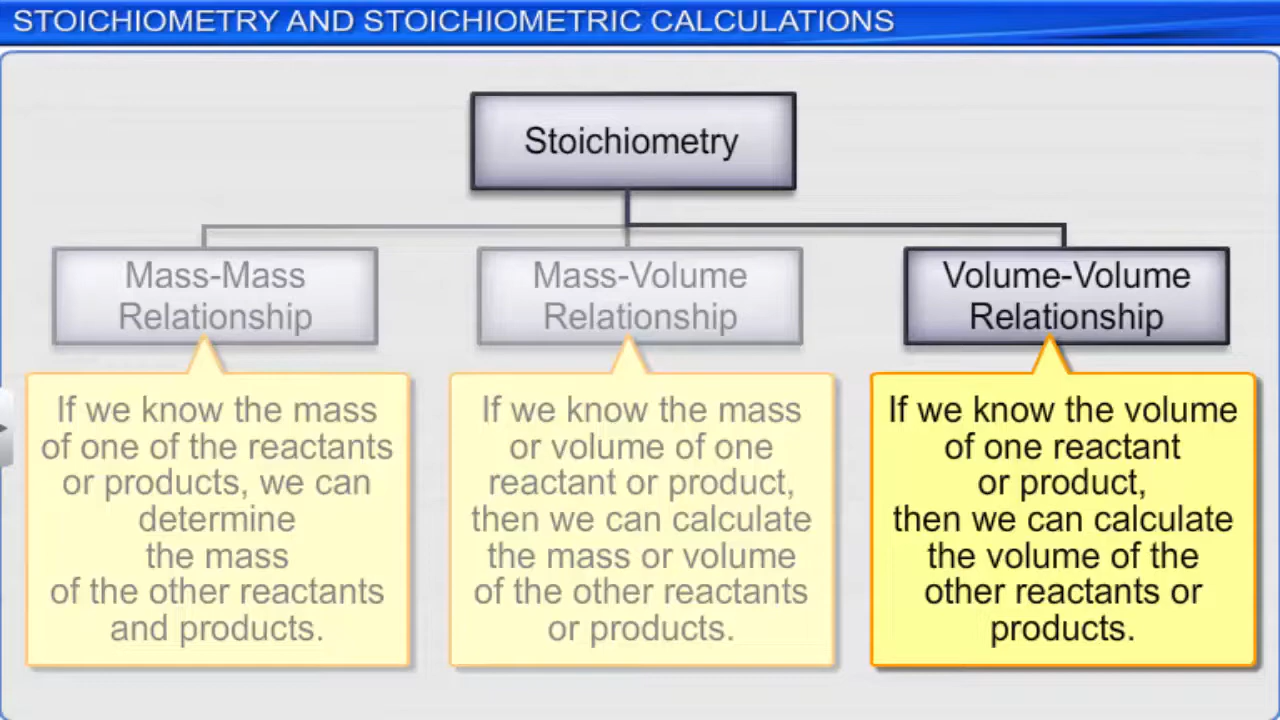 STOICHIOMETRY AND STOICHIOMETRIC CALCULATIONS
Stoichiometry
Mass-Mass
Relationship
If we know the mass
of one of the reactants
or products, we can
determine
the mass
of the other reactants
and products.
Mass-Volume
Relationship
If we know the mass
or volume of one
reactant or product,
then we can calculate
the mass or volume
of the other reactants
or products.
Volume-Volume
Relationship
If we know the volume
of one reactant
or product,
then we can calculate
the volume of the
other reactants or
products.